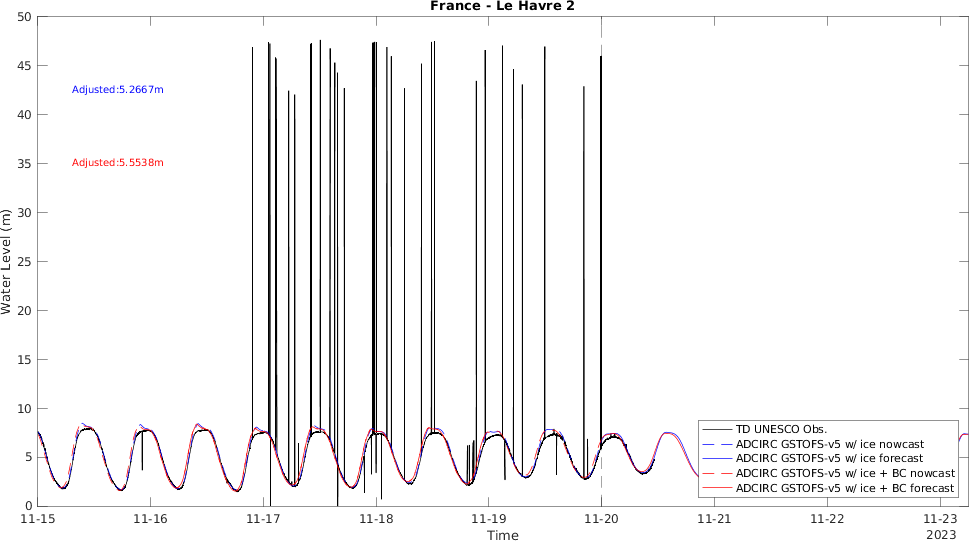 France - Le Havre 2
50
45
40
35
30
25
20
15
10
5
0
Water Level (m)
Adjusted:5.2667m
Adjusted:5.5538m
TD UNESCO Obs.
ADCIRC GSTOFS-v5 w/ ice nowcast
ADCIRC GSTOFS-v5 w/ ice forecast
ADCIRC GSTOFS-v5 w/ ice + BC nowcast
ADCIRC GSTOFS-v5 w/ ice + BC forecast
11-15 11-16 11-17 11-18 11-19 11-20 11-21 11-22 11-23
2023
Time